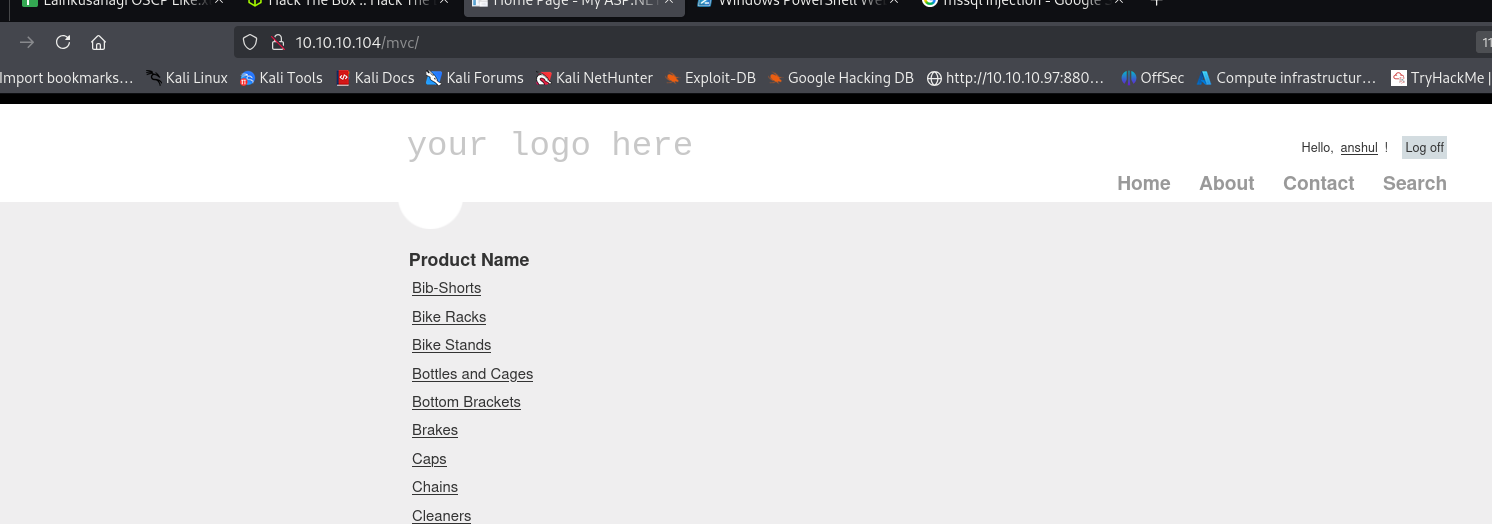 Lainkusanagi OSCP Like.x
Hack The Box :: Hack The
Home Page - My ASP.NET
Windows PowerShell We
mssql injection - Google S
10.10.10.104/mvc/
11
Import bookmarks...
Kali Linux
Kali Tools
Kali Docs
Kali Forums
Kali NetHunter
Exploit-DB
Google Hacking DB
http://10.10.10.97:880...
OffSec
Compute infrastructur...
TryHackMe |
your logo here
Hello, anshul !
Log off
Home
About
Contact
Search
Product Name
Bib-Shorts
Bike Racks
Bike Stands
Bottles and Cages
Bottom Brackets
Brakes
Caps
Chains
Cleaners